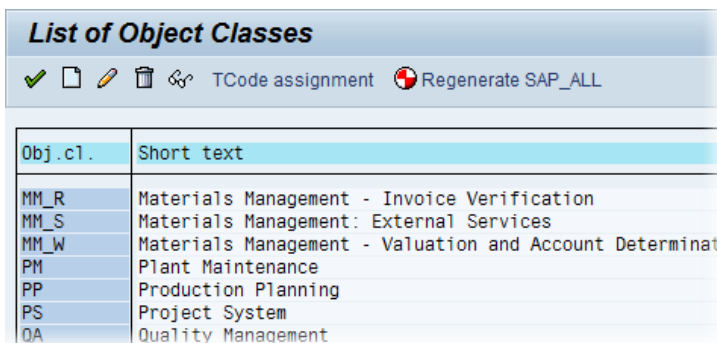 List of Object Classes
TCode assignment Regenerate SAP_ALL
Obj.cl. Short text
MM_R Materials Management - Invoice Verification
MM_S Materials Management: External Services
MM_W Materials Management - Valuation and Account Determinat
PM Plant Maintenance
PP Production Planning
PS Project System
QA Quality Management